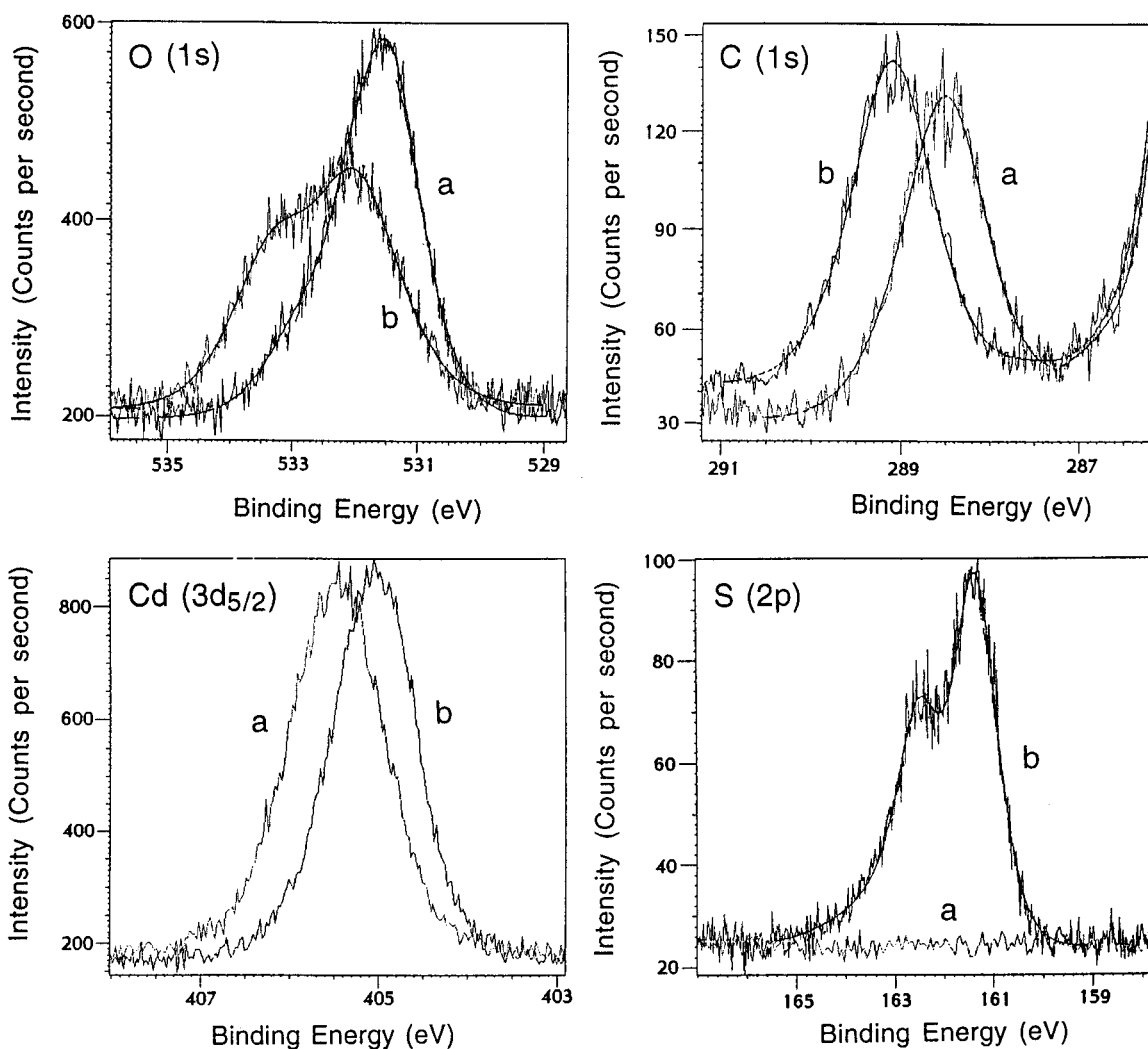 O (1s)
Intensity (Counts per second)
600
400
200
a
b
535 533 531 529
Binding Energy (eV)
C (1s)
Intensity (Counts per second)
150
120
90
60
30
b
a
291 289 287
Binding Energy (eV)
Cd (3d5/2)
Intensity (Counts per second)
800
600
400
200
a
b
407 405 403
Binding Energy (eV)
S (2p)
Intensity (Counts per second)
100
80
60
40
20
b
a
165 163 161 159
Binding Energy (eV)